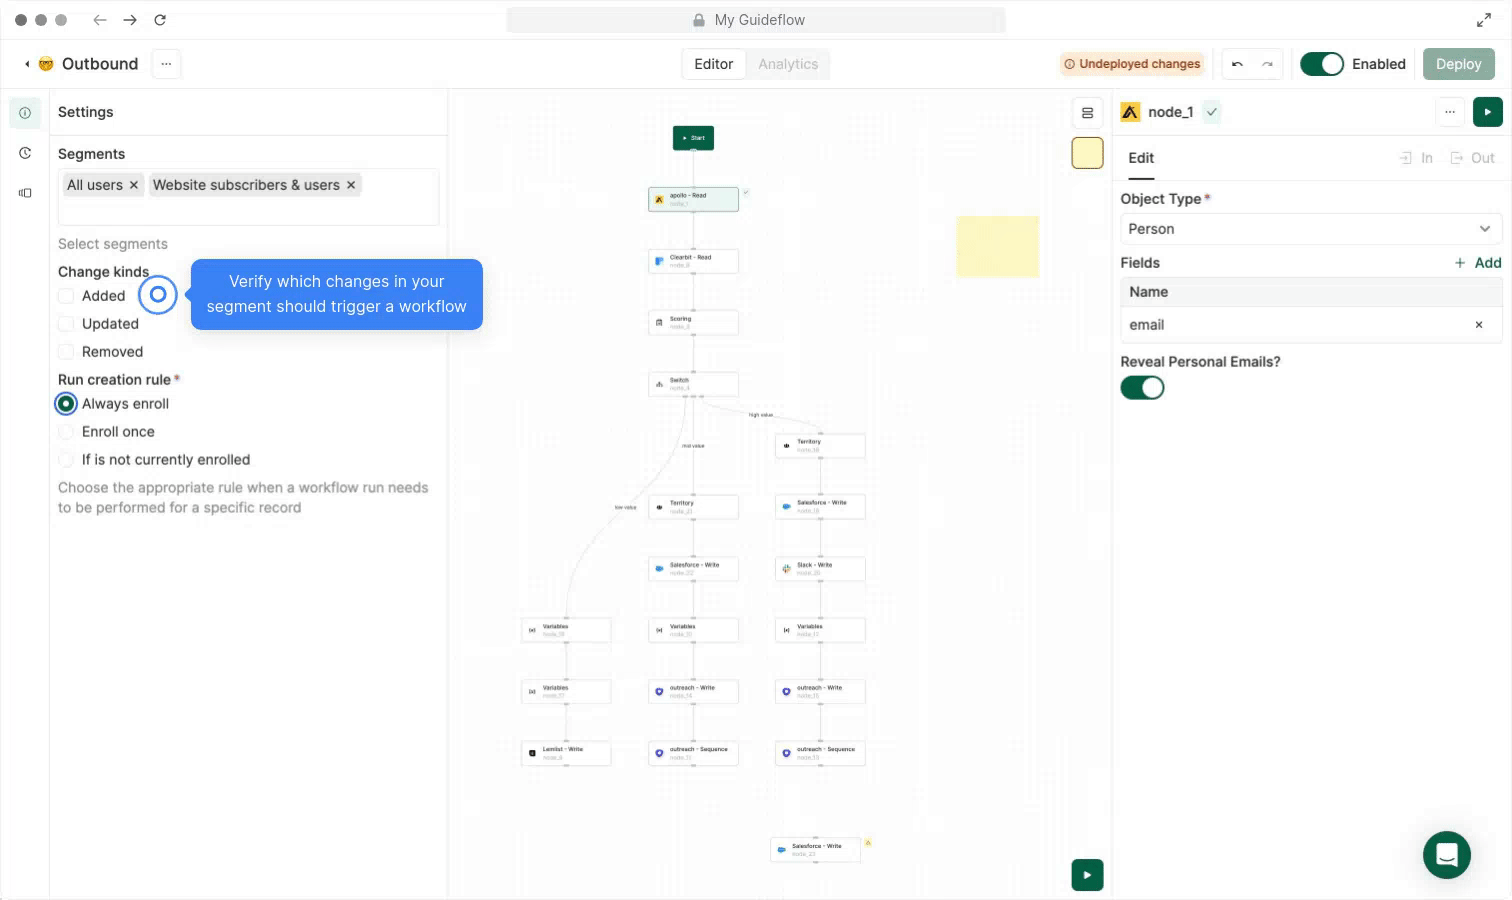 My Guideflow
Outbound
Editor
Analytics
Undeployed changes
Enabled
Deploy
Settings
Segments
All users
Website subscribers & users
Select segments
Change kinds
Added
Updated
Removed
Verify which changes in your
segment should trigger a workflow
Run creation rule*
Always enroll
Enroll once
If is not currently enrolled
Choose the appropriate rule when a workflow run needs
to be performed for a specific record
Start
apollo - Read
node_1
Clearbit - Read
Scoring
node_3
Switch
node_4
high value
mid value
low value
Territory
Territory
Salesforce - Write
Salesforce - Write
Slack - Write
Variables
Variables
Variables
Variables
outreach - Write
outreach - Write
Lemlist - Write
outreach - Sequence
outreach - Sequence
Salesforce - Write
node_23
node_1
Edit
In
Out
Object Type*
Person
Fields
+ Add
Name
email
Reveal Personal Emails?